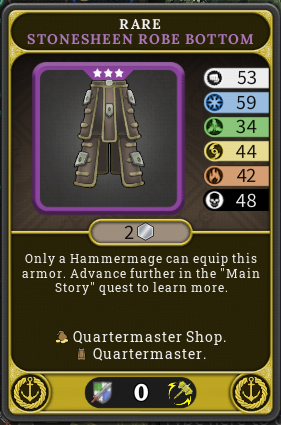 RARE
STONESHEEN ROBE BOTTOM
53
59
34
44
42
48
2
Only a Hammermage can equip this
armor. Advance further in the "Main
Story" quest to learn more.
Quartermaster Shop.
Quartermaster.
0